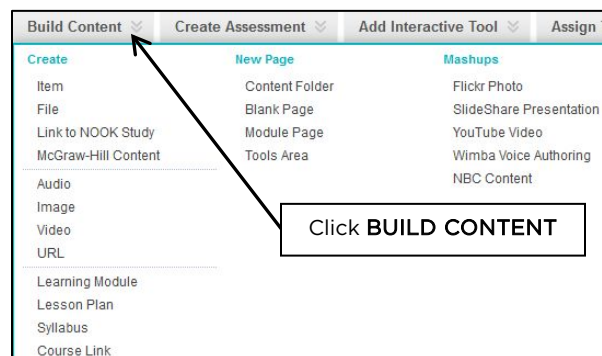 Build Content Create Assessment Add Interactive Tool Assign
Create
Item
File
Link to NOOK Study
McGraw-Hill Content
Audio
Image
Video
URL
Learning Module
Lesson Plan
Syllabus
Course Link
New Page
Content Folder
Blank Page
Module Page
Tools Area
Mashups
Flickr Photo
SlideShare Presentation
YouTube Video
Wimba Voice Authoring
NBC Content
Click BUILD CONTENT